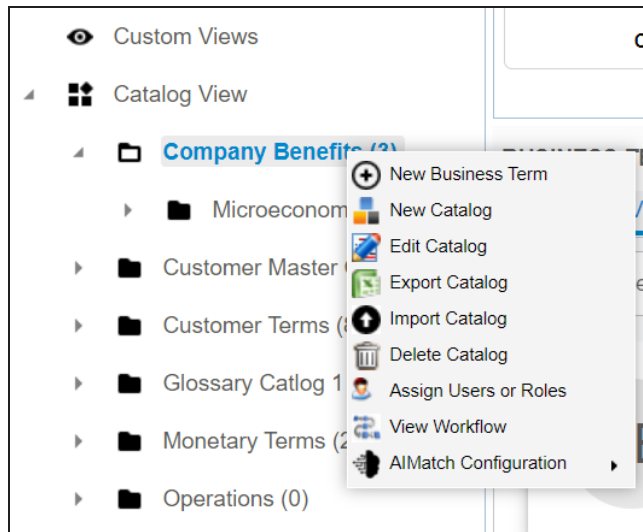 Custom Views
Catalog View
Company Benefits (3)
New Business Term
Microeconom
New Catalog
Edit Catalog
Customer Master
Export Catalog
Customer Terms (
Import Catalog
Delete Catalog
Glossary Catlog 1
Assign Users or Roles
Monetary Terms (2
View Workflow
AIMatch Configuration
Operations (0)